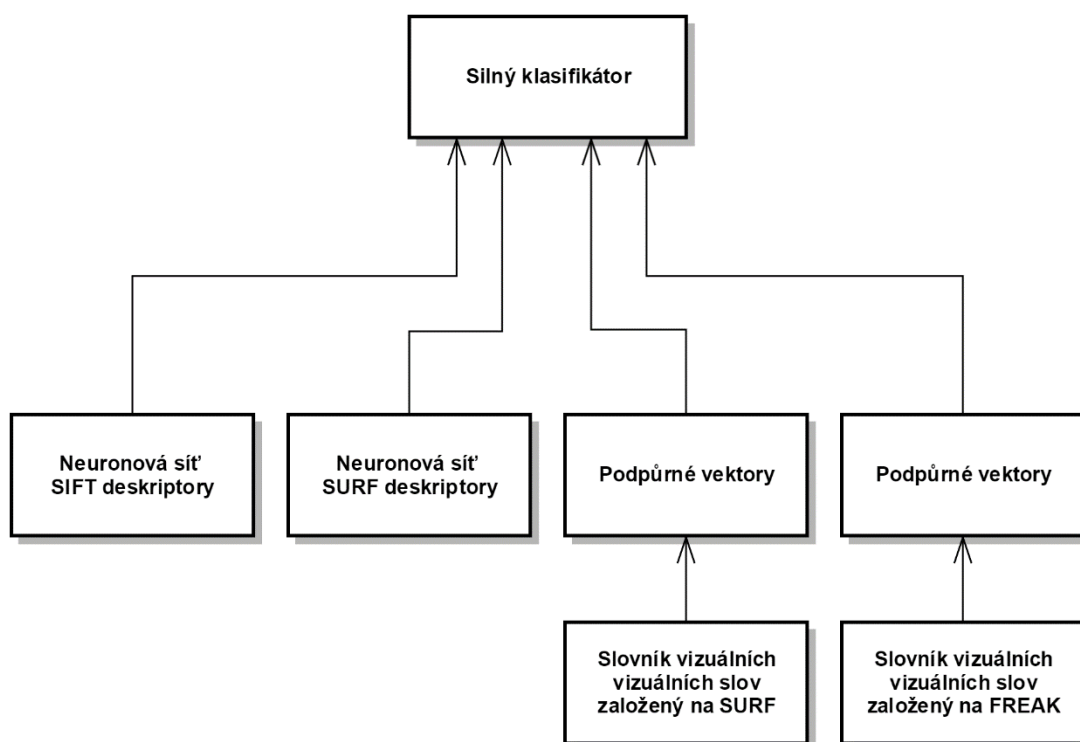 Silný klasifikátor
Neuronová síť
SIFT deskriptory
Neuronová síť
SURF deskriptory
Podpůrné vektory
Podpůrné vektory
Slovník vizuálních
vizuálních slov
založený na SURF
Slovník vizuálních
vizuálních slov
založený na FREAK